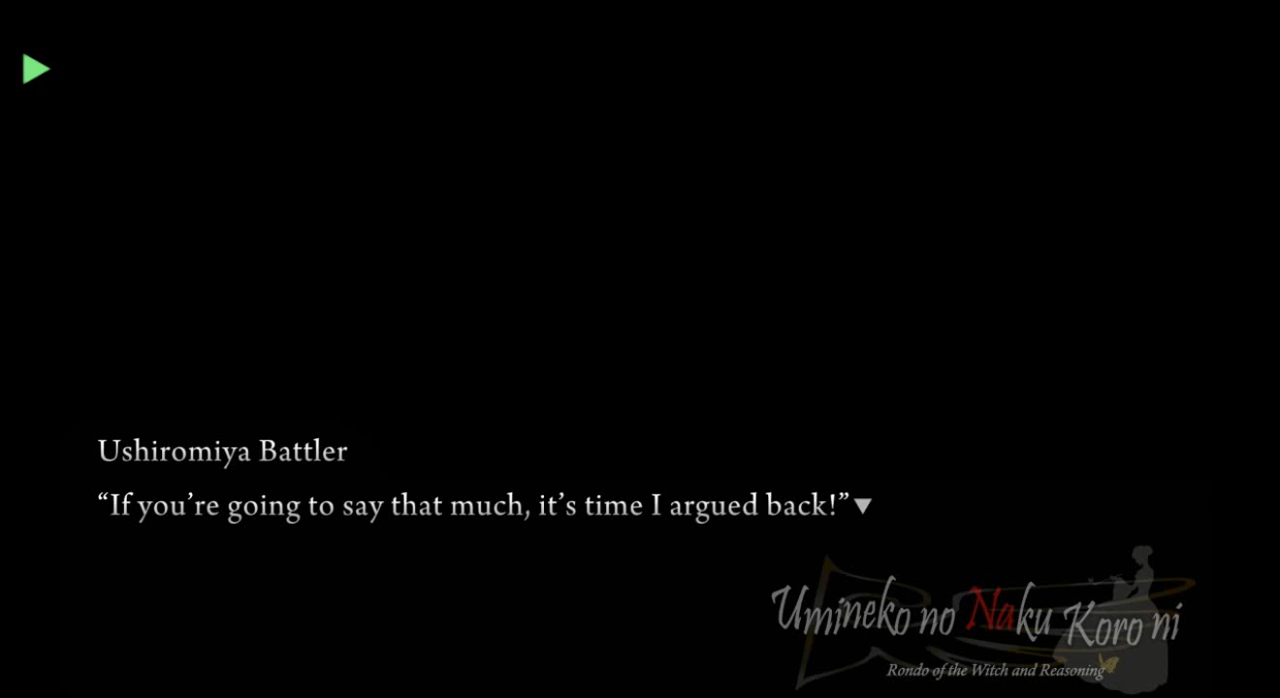 Ushiromiya Battler
“If you’re going to say that much, it’s time I argued back!”
Umineko no Naku Koro ni
Rondo of the Witch and Reasoning